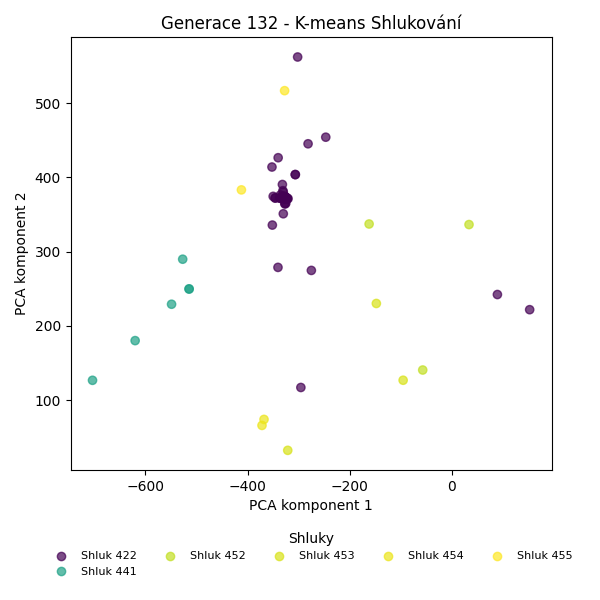 Generace 132 - K-means Shlukování
500
400
300
200
100
PCA komponent 2
−600 −400 −200 0
PCA komponent 1
Shluky
Shluk 422 Shluk 452 Shluk 453 Shluk 454 Shluk 455
Shluk 441